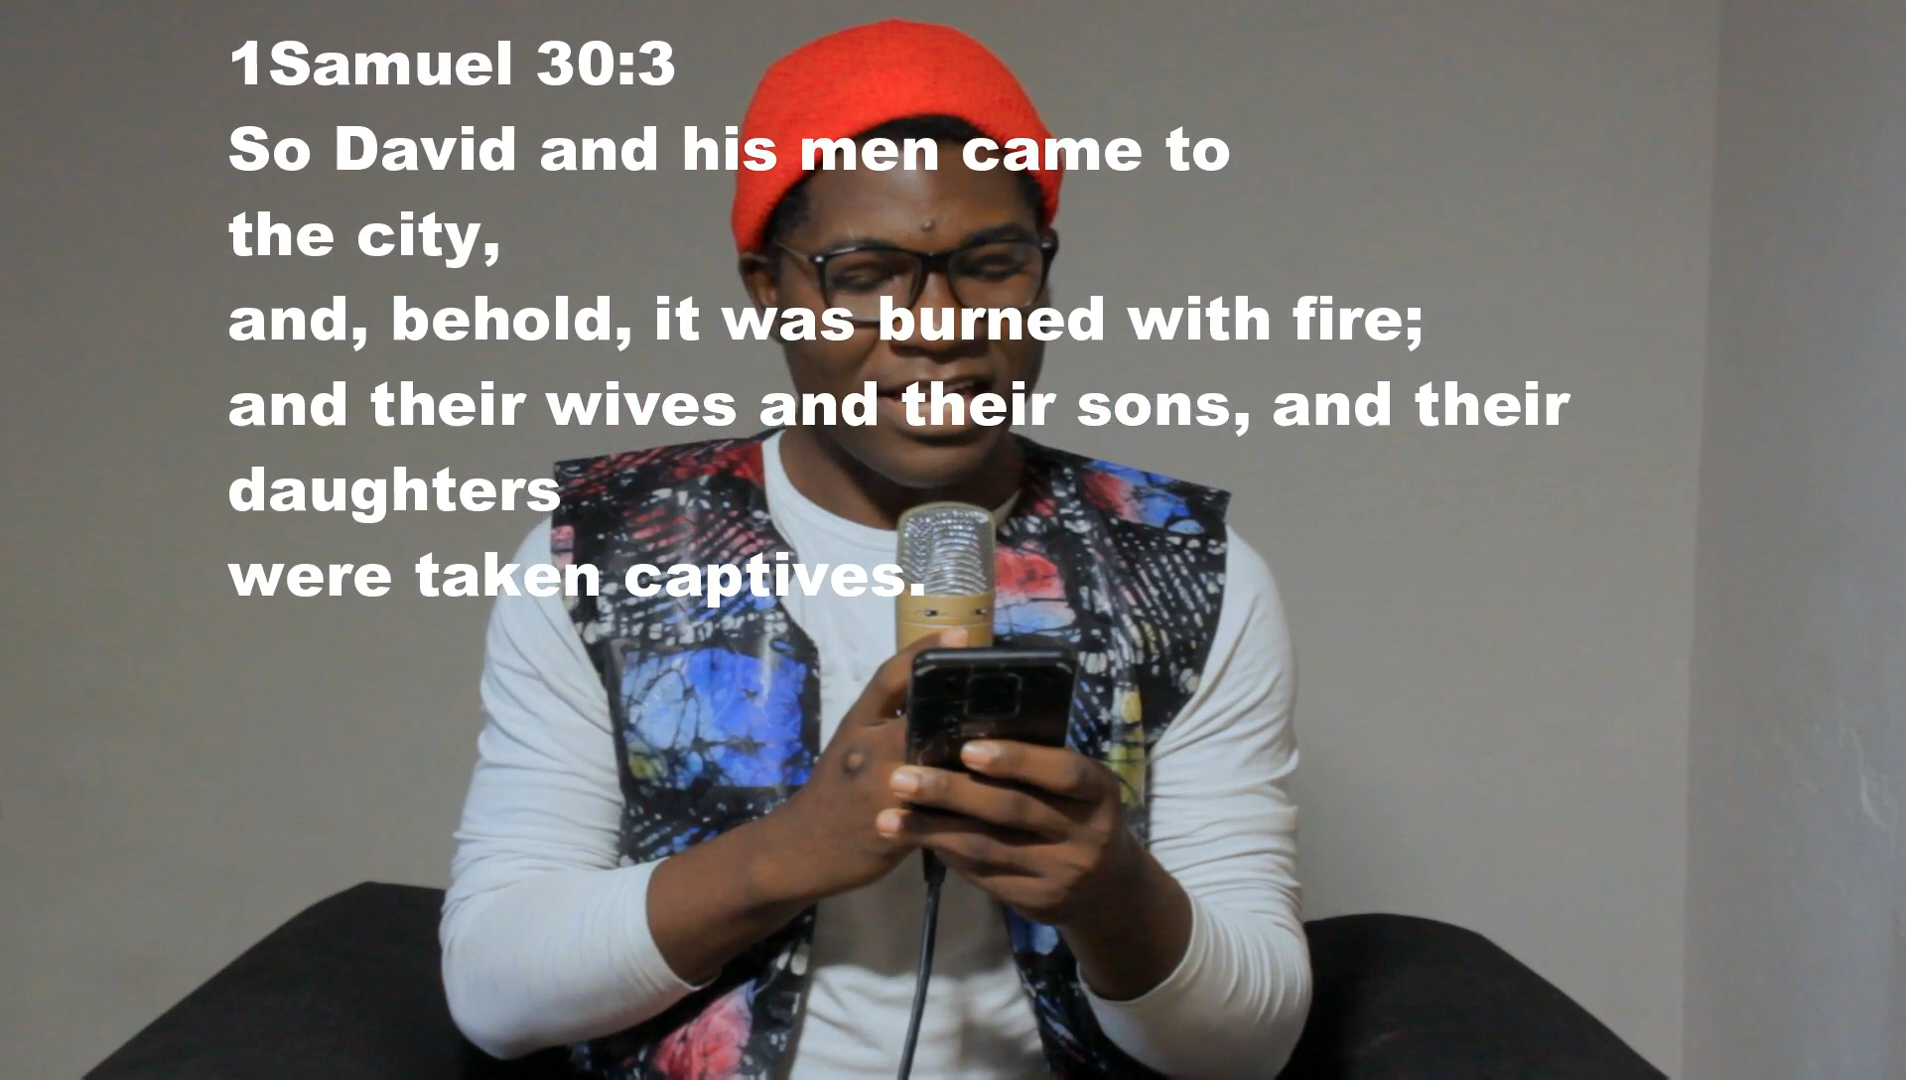 1Samuel 30:3
So David and his men came to
the city,
and, behold, it was burned with fire;
and their wives and their sons, and their
daughters
were taken captives.